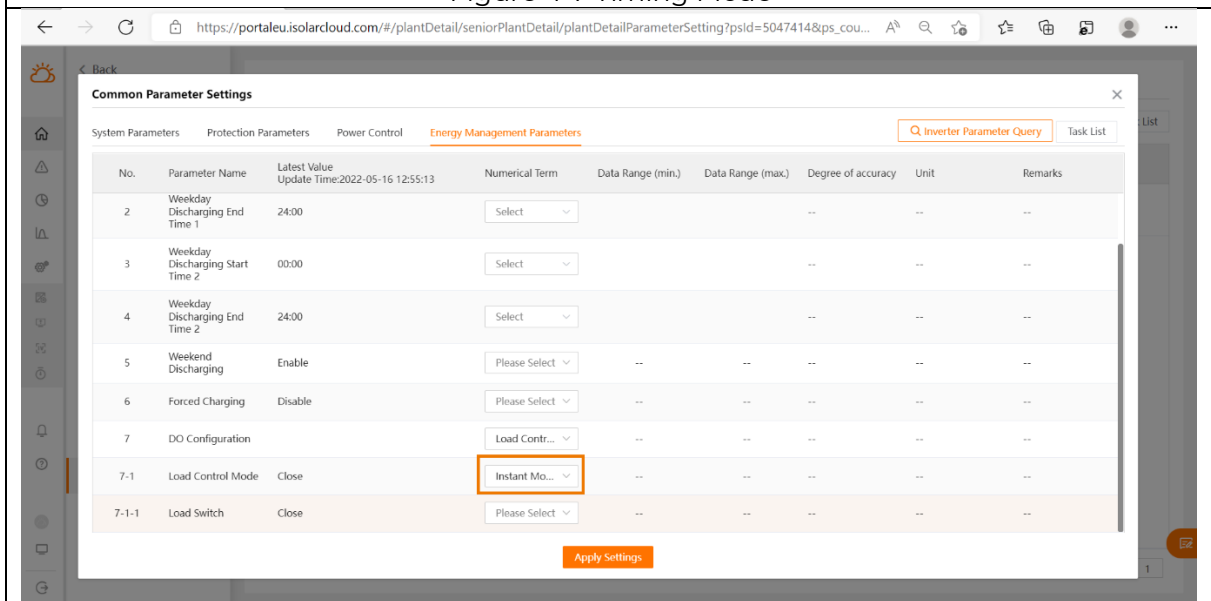 https://portaleu.isolarcloud.com/#/plantDetail/seniorPlantDetail/plantDetailParameterSetting?psId=5047414&ps_cou...
< Back
Common Parameter Settings
System Parameters Protection Parameters Power Control Energy Management Parameters Inverter Parameter Query Task List List
No. Parameter Name Latest Value Update Time:2022-05-16 12:55:13 Numerical Term Data Range (min.) Data Range (max.) Degree of accuracy Unit Remarks
2 Weekday Discharging End Time 1 24:00 Select -- -- --
3 Weekday Discharging Start Time 2 00:00 Select -- -- --
4 Weekday Discharging End Time 2 24:00 Select -- -- --
5 Weekend Discharging Enable Please Select -- -- -- -- --
6 Forced Charging Disable Please Select -- -- -- -- --
7 DO Configuration Load Contr... -- -- -- -- --
7-1 Load Control Mode Close Instant Mo... -- -- -- -- --
7-1-1 Load Switch Close Please Select -- -- -- -- --
Apply Settings
1